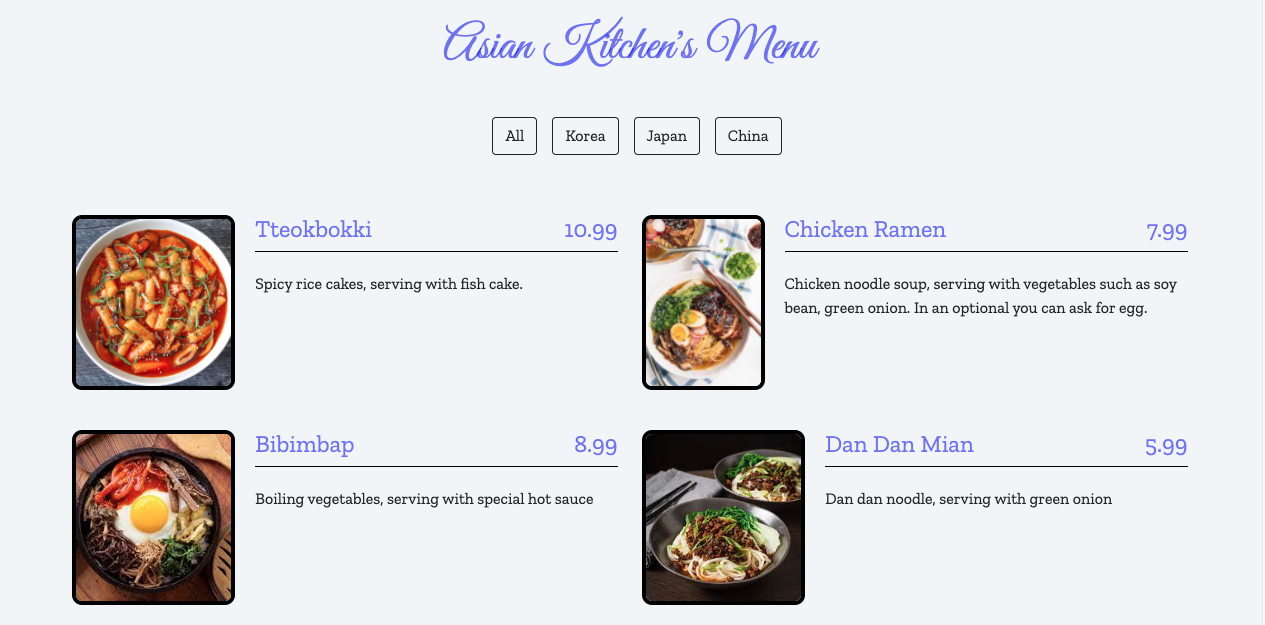 Asian Kitchen's Menu
All
Korea
Japan
China
Tteokbokki 10.99
Spicy rice cakes, serving with fish cake.
Chicken Ramen 7.99
Chicken noodle soup, serving with vegetables such as soy
bean, green onion. In an optional you can ask for egg.
Bibimbap 8.99
Boiling vegetables, serving with special hot sauce
Dan Dan Mian 5.99
Dan dan noodle, serving with green onion